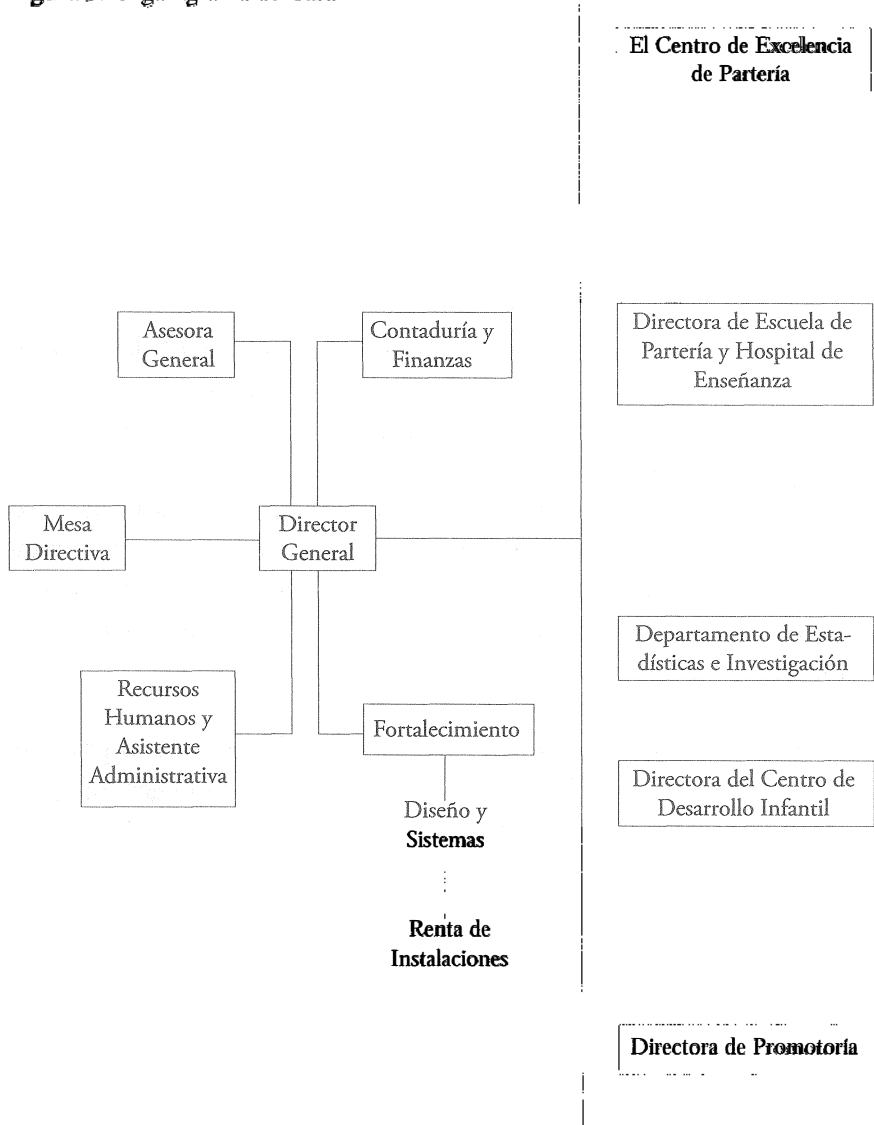 El Centro de Excelencia
de Partería
Asesora
General
Contaduría y
Finanzas
Directora de Escuela de
Partería y Hospital de
Enseñanza
Mesa
Directiva
Director
General
Departamento de Esta-
dísticas e Investigación
Recursos
Humanos y
Asistente
Administrativa
Fortalecimiento
Directora del Centro de
Desarrollo Infantil
Diseño y
Sistemas
Renta de
Instalaciones
Directora de Promotoría